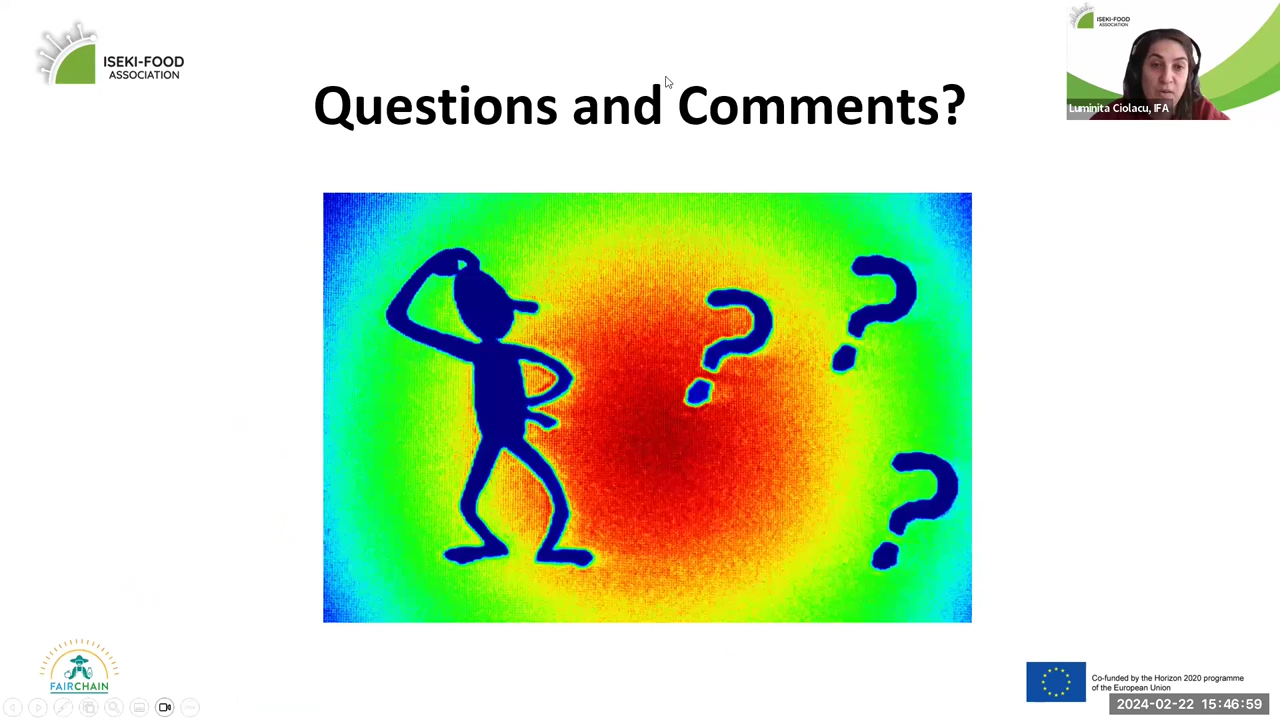 ISEKI-FOOD
ASSOCIATION
Questions and Comments?
ISEKI-FOOD
ASSOCIATION
Luminita Ciolacu, IFA
? ? ?
FAIRCHAIN
Co-funded by the Horizon 2020 programme
of the European Union
2024-02-22 15:46:59